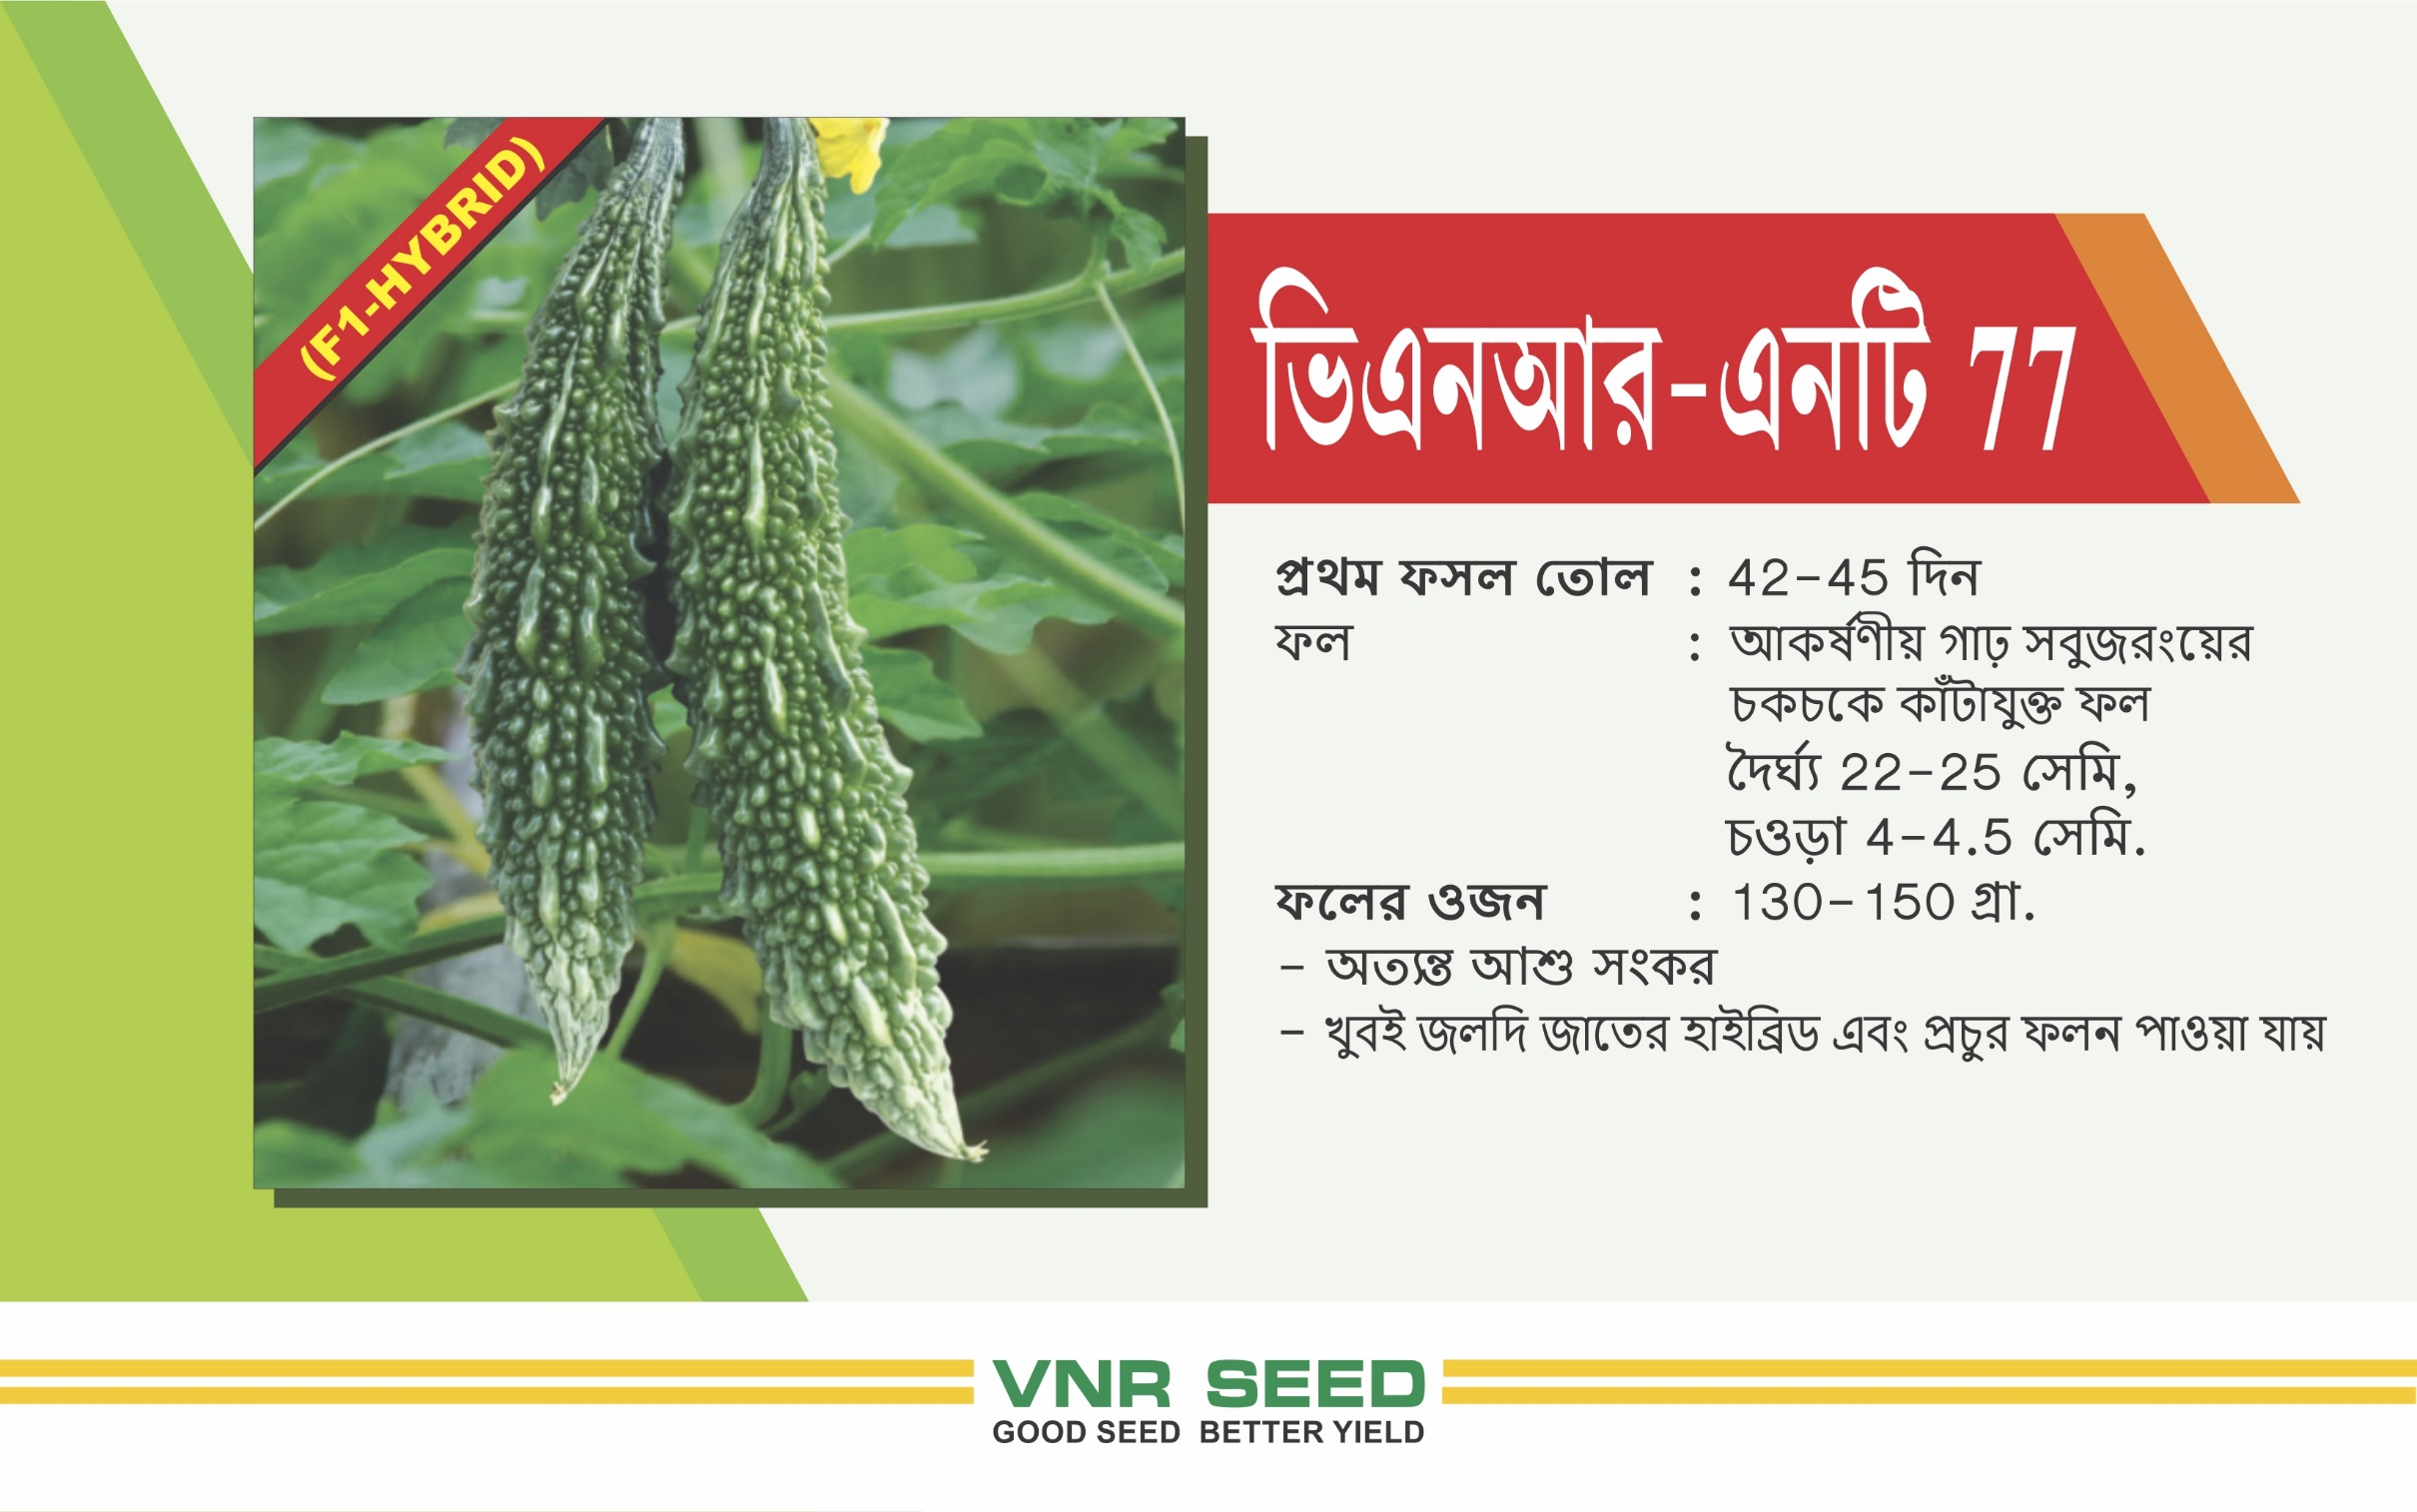 (F1-HYBRID)
ভিএনআর-এনটি 77
প্রথম ফসল তোল : 42-45 দিন
ফল : আকর্ষণীয় গাঢ় সবুজরংয়ের
চকচকে কাঁটাযুক্ত ফল
দৈর্ঘ্য 22-25 সেমি,
চওড়া 4-4.5 সেমি.
ফলের ওজন : 130-150 গ্রা.
- অতন্ত্য আশু সংকর
- খুবই জলদি জাতের হাইব্রিড এবং প্রচুর ফলন পাওয়া যায়
VNR SEED
GOOD SEED BETTER YIELD